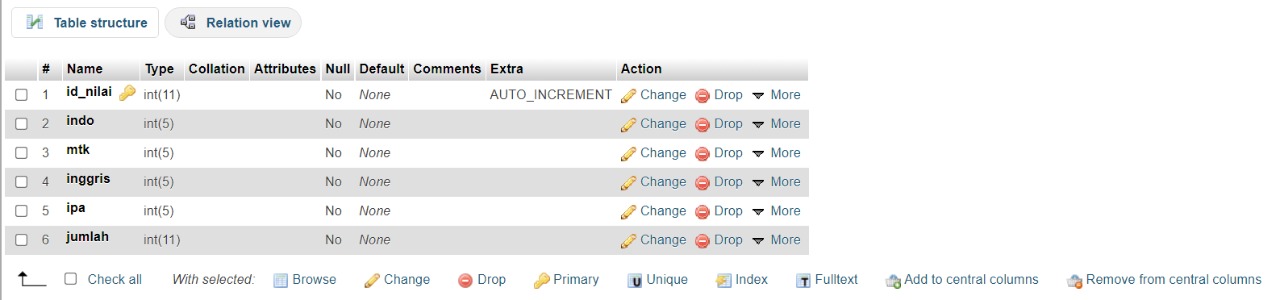 Table structure Relation view
# Name Type Collation Attributes Null Default Comments Extra Action
1 id_nilai int(11) No None AUTO_INCREMENT Change Drop More
2 indo int(5) No None Change Drop More
3 mtk int(5) No None Change Drop More
4 inggris int(5) No None Change Drop More
5 ipa int(5) No None Change Drop More
6 jumlah int(11) No None Change Drop More
Check all With selected: Browse Change Drop Primary Unique Index Fulltext Add to central columns Remove from central columns